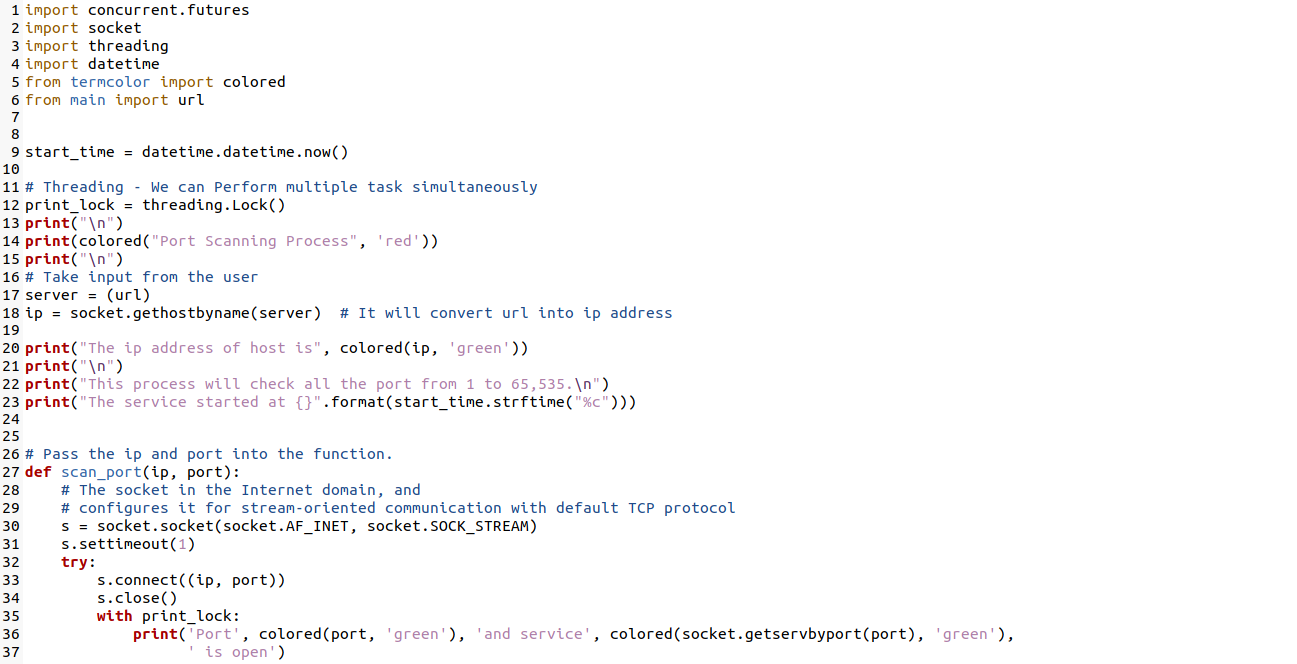 1 import concurrent.futures
2 import socket
3 import threading
4 import datetime
5 from termcolor import colored
6 from main import url
7
8
9 start_time = datetime.datetime.now()
10
11 # Threading - We can Perform multiple task simultaneously
12 print_lock = threading.Lock()
13 print("\n")
14 print(colored("Port Scanning Process", 'red'))
15 print("\n")
16 # Take input from the user
17 server = (url)
18 ip = socket.gethostbyname(server)  # It will convert url into ip address
19
20 print("The ip address of host is", colored(ip, 'green'))
21 print("\n")
22 print("This process will check all the port from 1 to 65,535.\n")
23 print("The service started at {}".format(start_time.strftime("%c")))
24
25
26 # Pass the ip and port into the function.
27 def scan_port(ip, port):
28     # The socket in the Internet domain, and
29     # configures it for stream-oriented communication with default TCP protocol
30     s = socket.socket(socket.AF_INET, socket.SOCK_STREAM)
31     s.settimeout(1)
32     try:
33         s.connect((ip, port))
34         s.close()
35         with print_lock:
36             print('Port', colored(port, 'green'), 'and service', colored(socket.getservbyport(port), 'green'),
37                   ' is open')